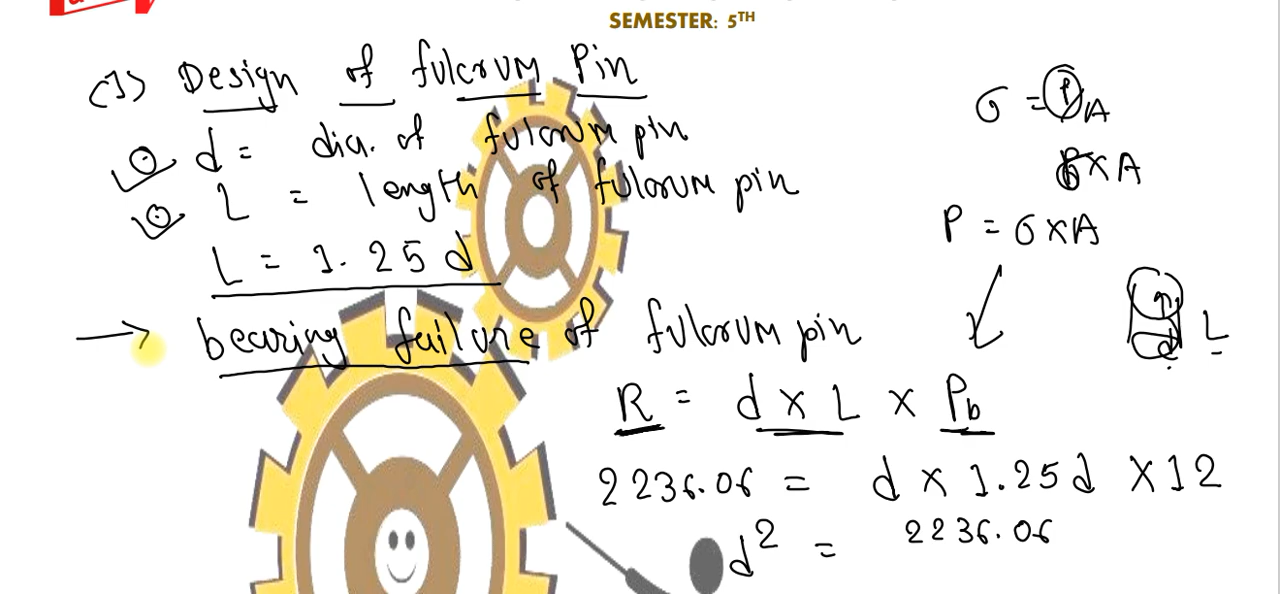 SEMESTER: 5TH
(1) Design of fulcrum Pin
d = dia. of fulcrum pin
L = length of fulcrum pin
L = 1.25 d
→ bearing failure of fulcrum pin
σ = P/A
σ × A
P = σ × A
d L
R = d × L × Pb
2236.06 = d × 1.25d × 12
d² = 2236.06